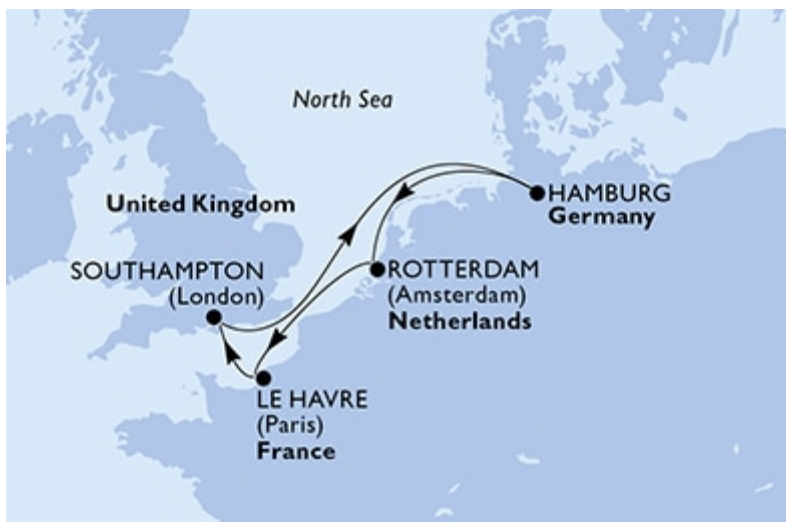 North Sea
United Kingdom
HAMBURG
Germany
SOUTHAMPTON
(London)
ROTTERDAM
(Amsterdam)
Netherlands
LE HAVRE
(Paris)
France